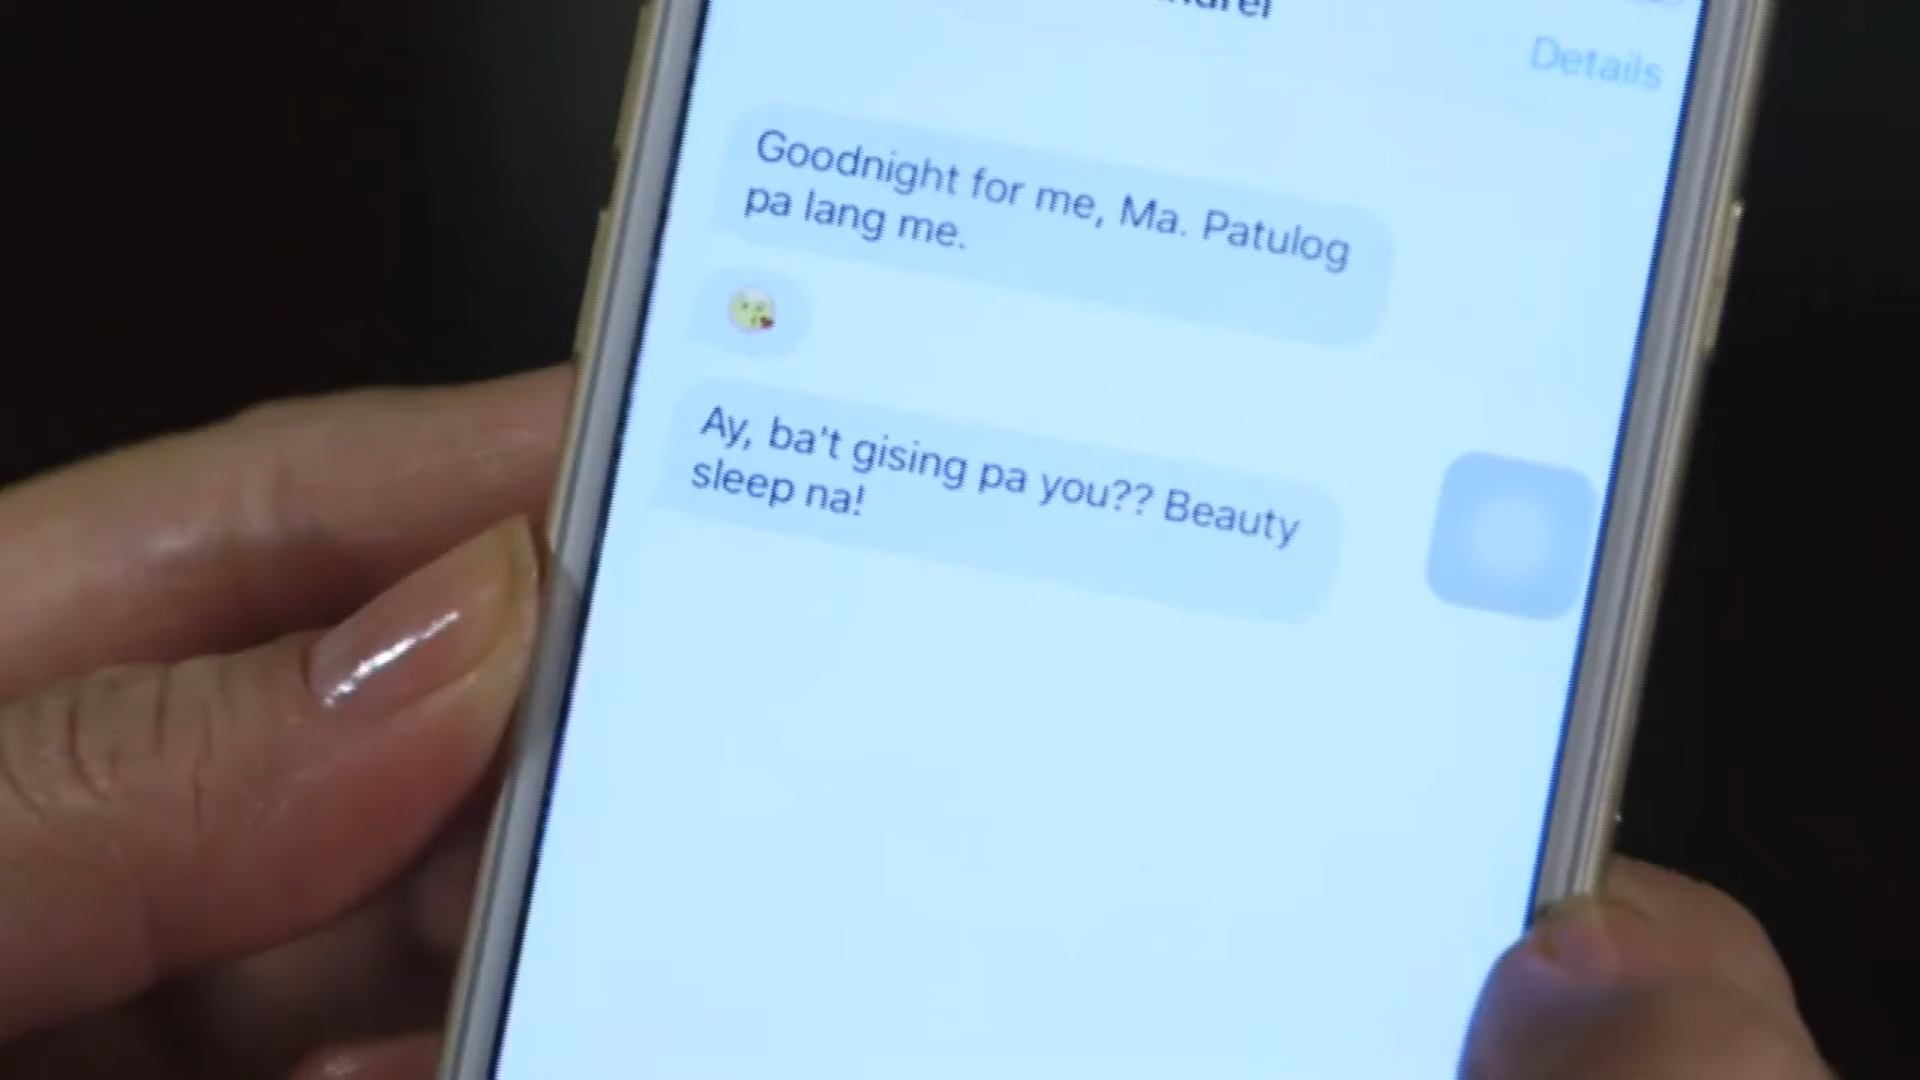 Details
Goodnight for me, Ma. Patulog
pa lang me.
Ay, ba't gising pa you?? Beauty
sleep na!